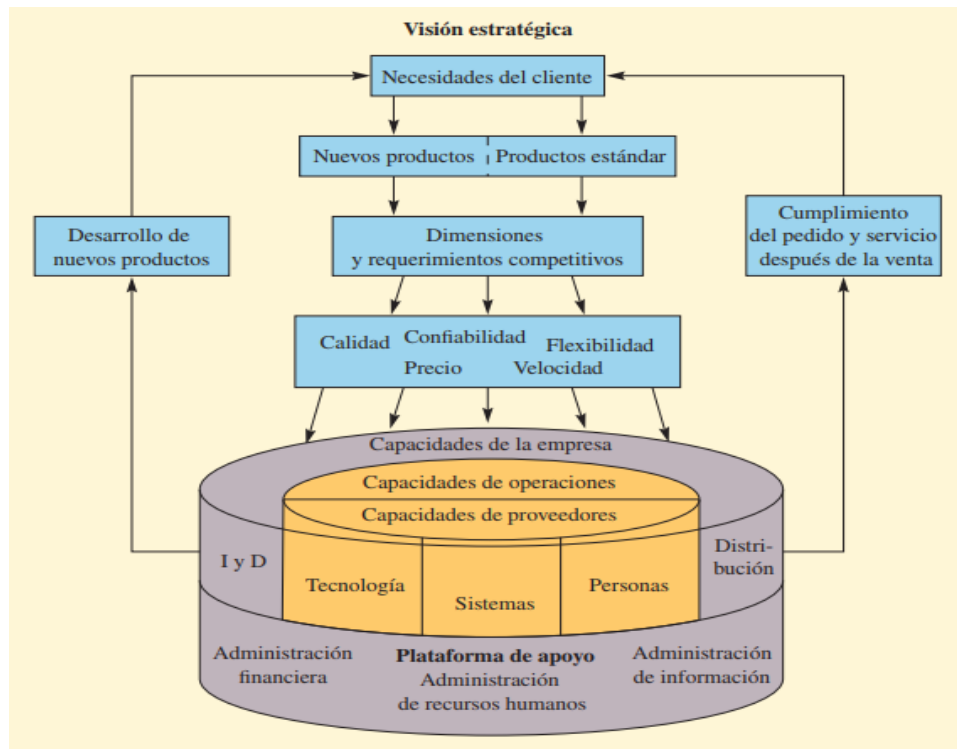 Visión estratégica
Necesidades del cliente
Nuevos productos
Productos estándar
Desarrollo de
nuevos productos
Dimensiones
y requerimientos competitivos
Cumplimiento
del pedido y servicio
después de la venta
Calidad
Confiabilidad
Flexibilidad
Precio
Velocidad
Capacidades de la empresa
Capacidades de operaciones
Capacidades de proveedores
I y D
Tecnología
Sistemas
Personas
Distri-
bución
Administración
financiera
Plataforma de apoyo
Administración
de recursos humanos
Administración
de información